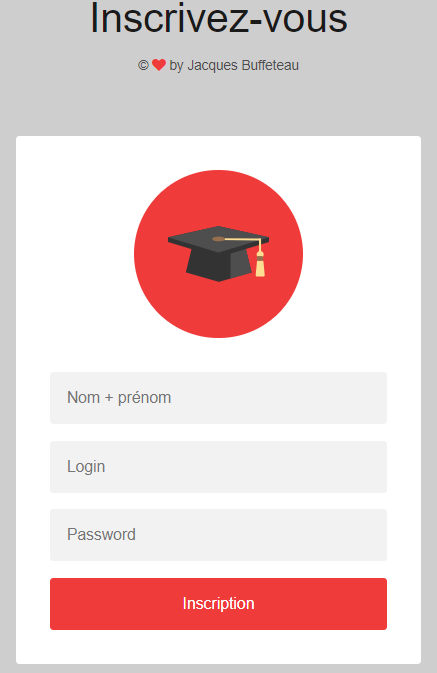 Inscrivez-vous
© ❤ by Jacques Buffeteau
Nom + prénom
Login
Password
Inscription